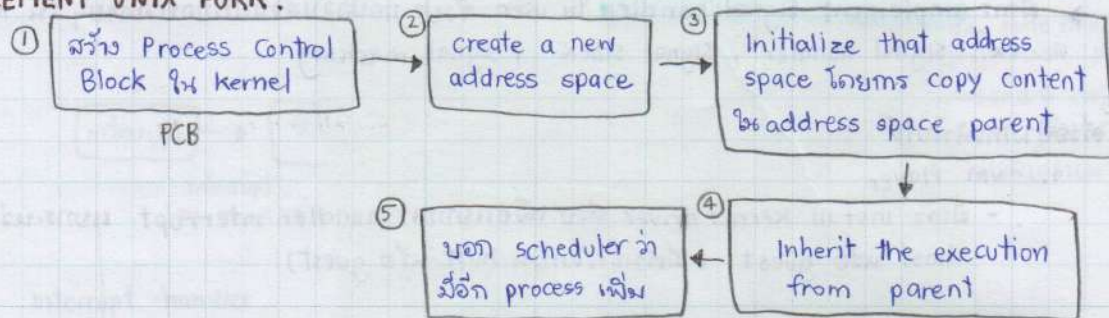 IMPLEMENT UNIX FORK
① สร้าง Process Control
Block ใน kernel
PCB
② create a new
address space
③ Initialize that address
space โดยการ copy content
ใน address space parent
④ Inherit the execution
from parent
⑤ บอก scheduler ว่า
มีอีก process เพิ่ม